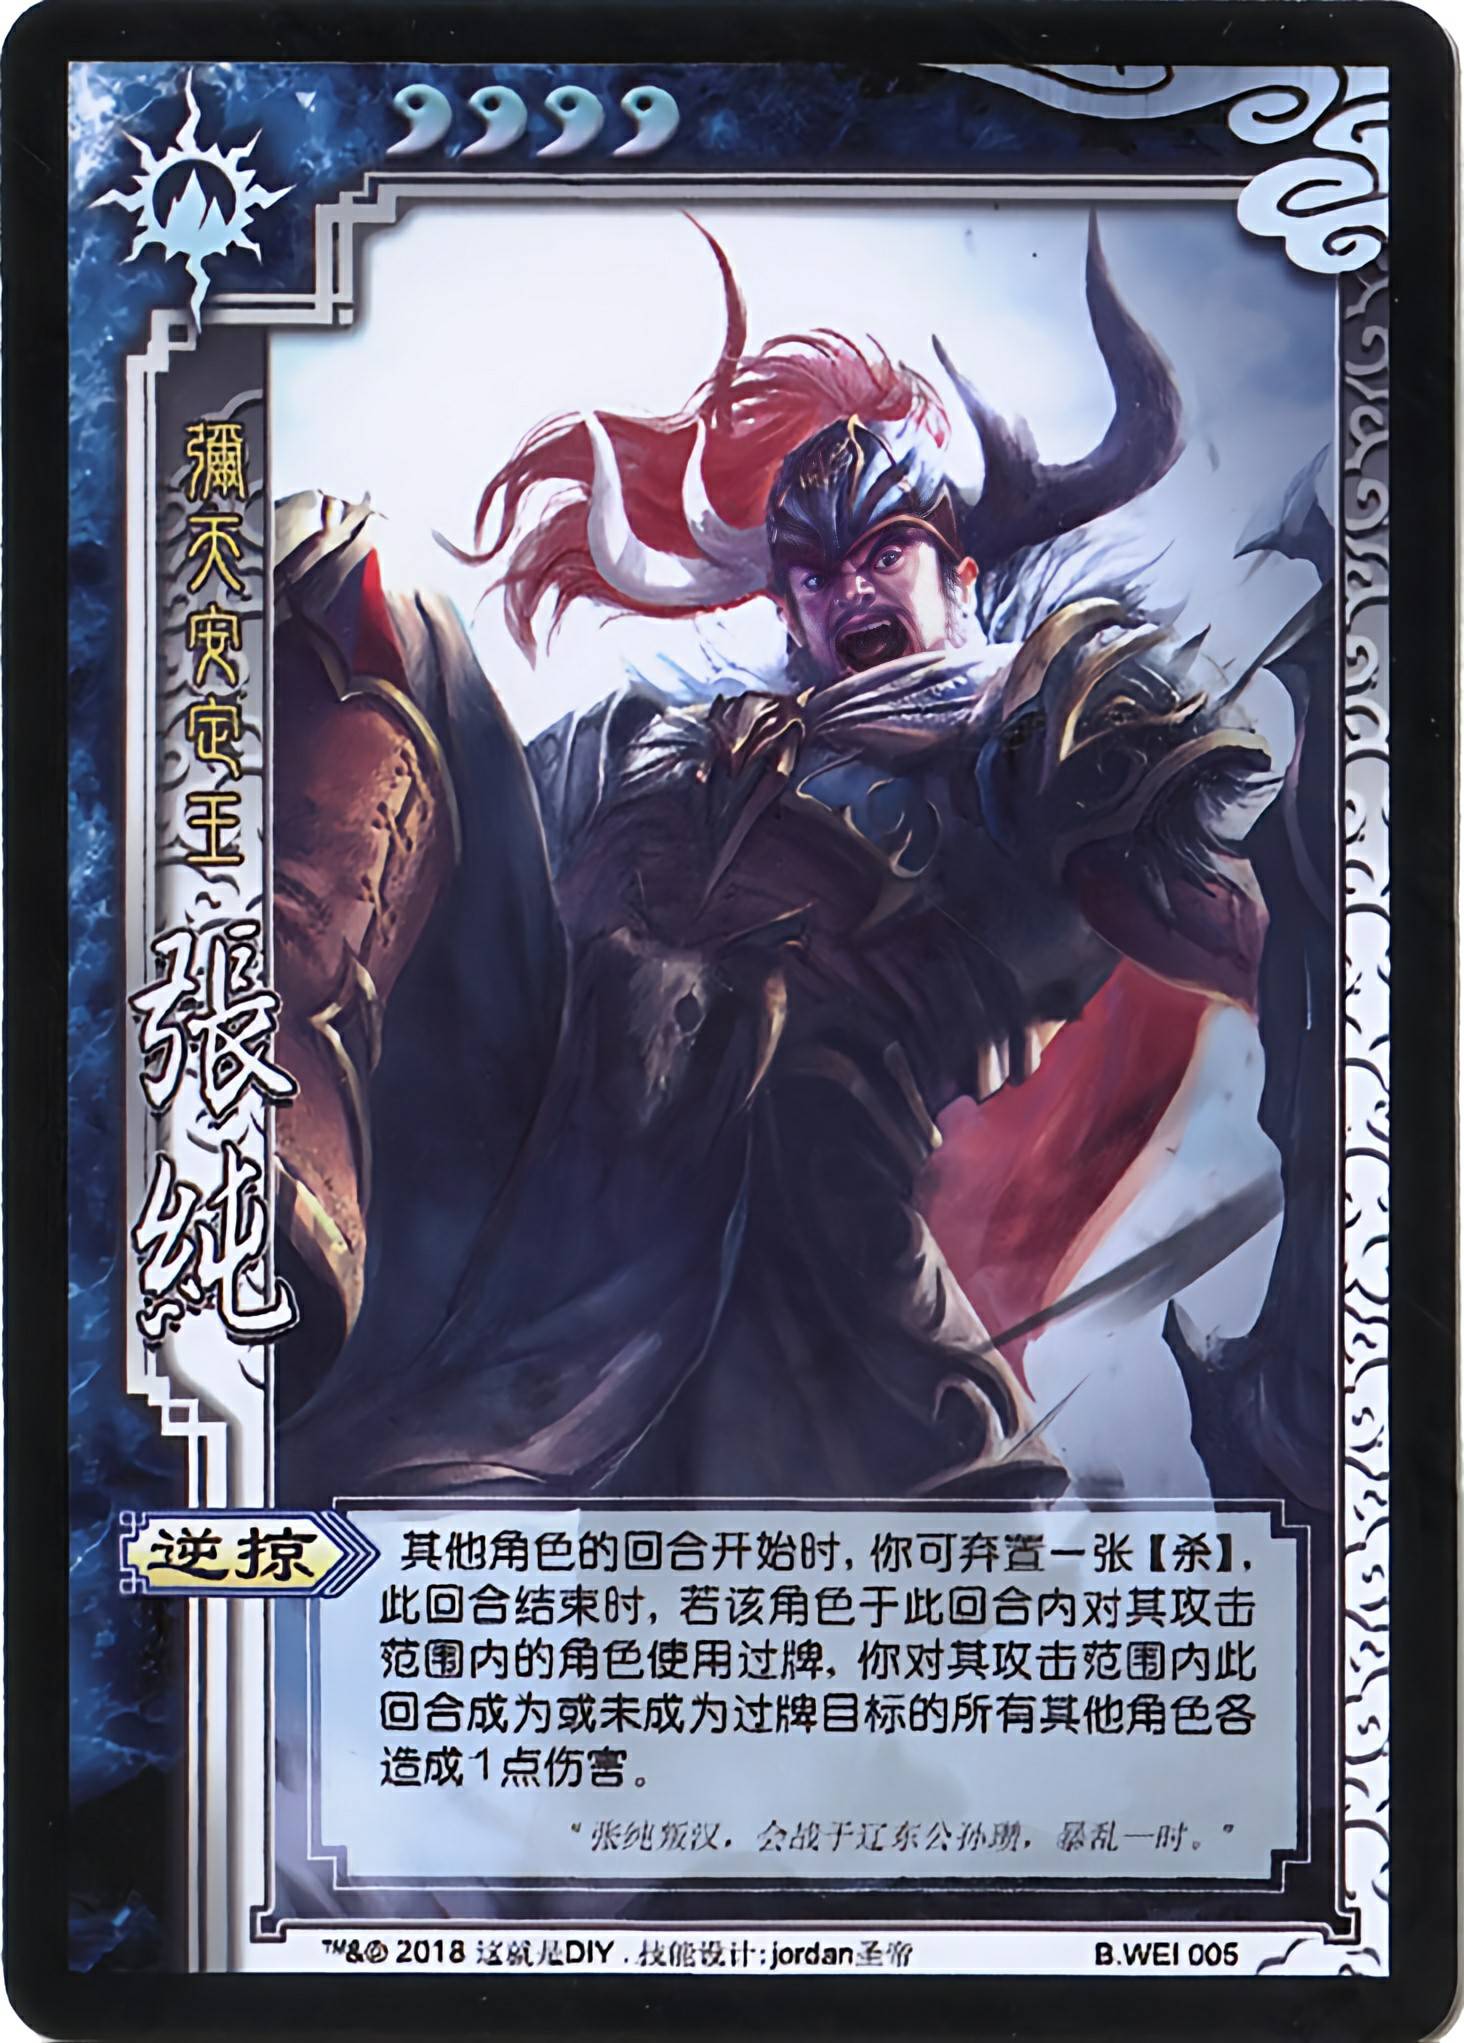 彌天安定王
張純
逆掠
其他角色的回合开始时，你可弃置一张【杀】，
此回合结束时，若该角色于此回合内对其攻击
范围内的角色使用过牌，你对其攻击范围内此
回合成为或未成为过牌目标的所有其他角色各
造成1点伤害。
“张纯叛汉，会战于辽东公孙瓒，暴乱一时。”
™&© 2018 这就是DIY . 技能设计:jordan圣帝
B.WEI 005